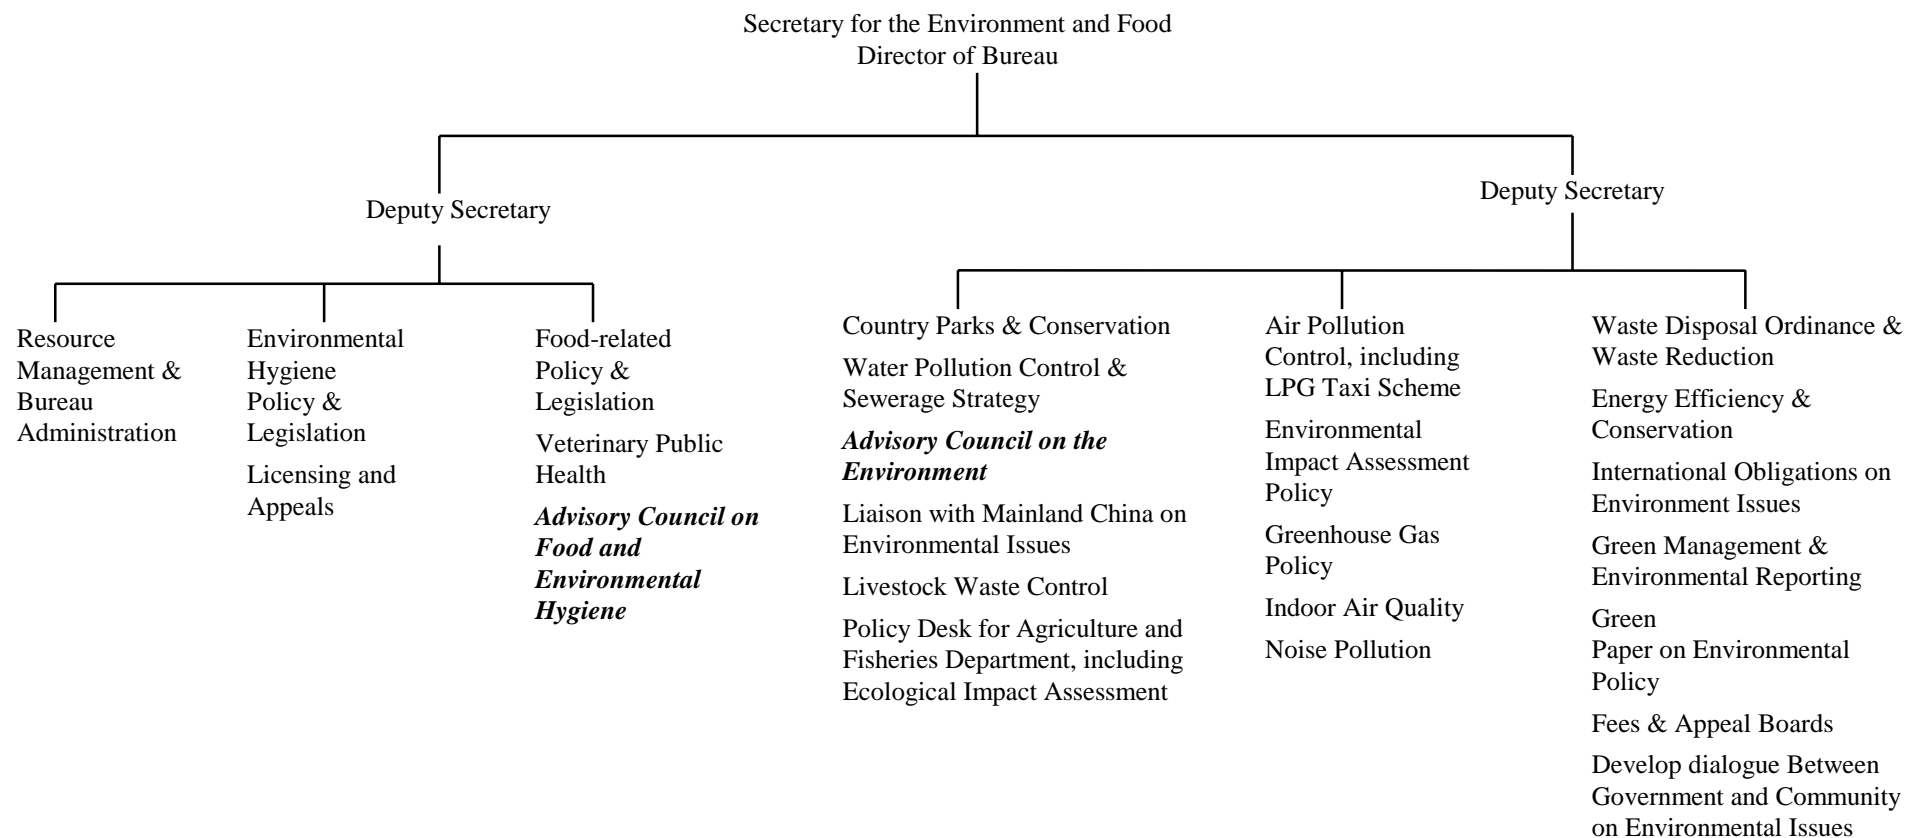 Secretary for the Environment and Food
Director of Bureau
Deputy Secretary
Deputy Secretary
Resource
Management &
Bureau
Administration
Environmental
Hygiene
Policy &
Legislation
Licensing and
Appeals
Food-related
Policy &
Legislation
Veterinary Public
Health
Advisory Council on
Food and
Environmental
Hygiene
Country Parks & Conservation
Water Pollution Control &
Sewerage Strategy
Advisory Council on the
Environment
Liaison with Mainland China on
Environmental Issues
Livestock Waste Control
Policy Desk for Agriculture and
Fisheries Department, including
Ecological Impact Assessment
Air Pollution
Control, including
LPG Taxi Scheme
Environmental
Impact Assessment
Policy
Greenhouse Gas
Policy
Indoor Air Quality
Noise Pollution
Waste Disposal Ordinance &
Waste Reduction
Energy Efficiency &
Conservation
International Obligations on
Environment Issues
Green Management &
Environmental Reporting
Green
Paper on Environmental
Policy
Fees & Appeal Boards
Develop dialogue Between
Government and Community
on Environmental Issues